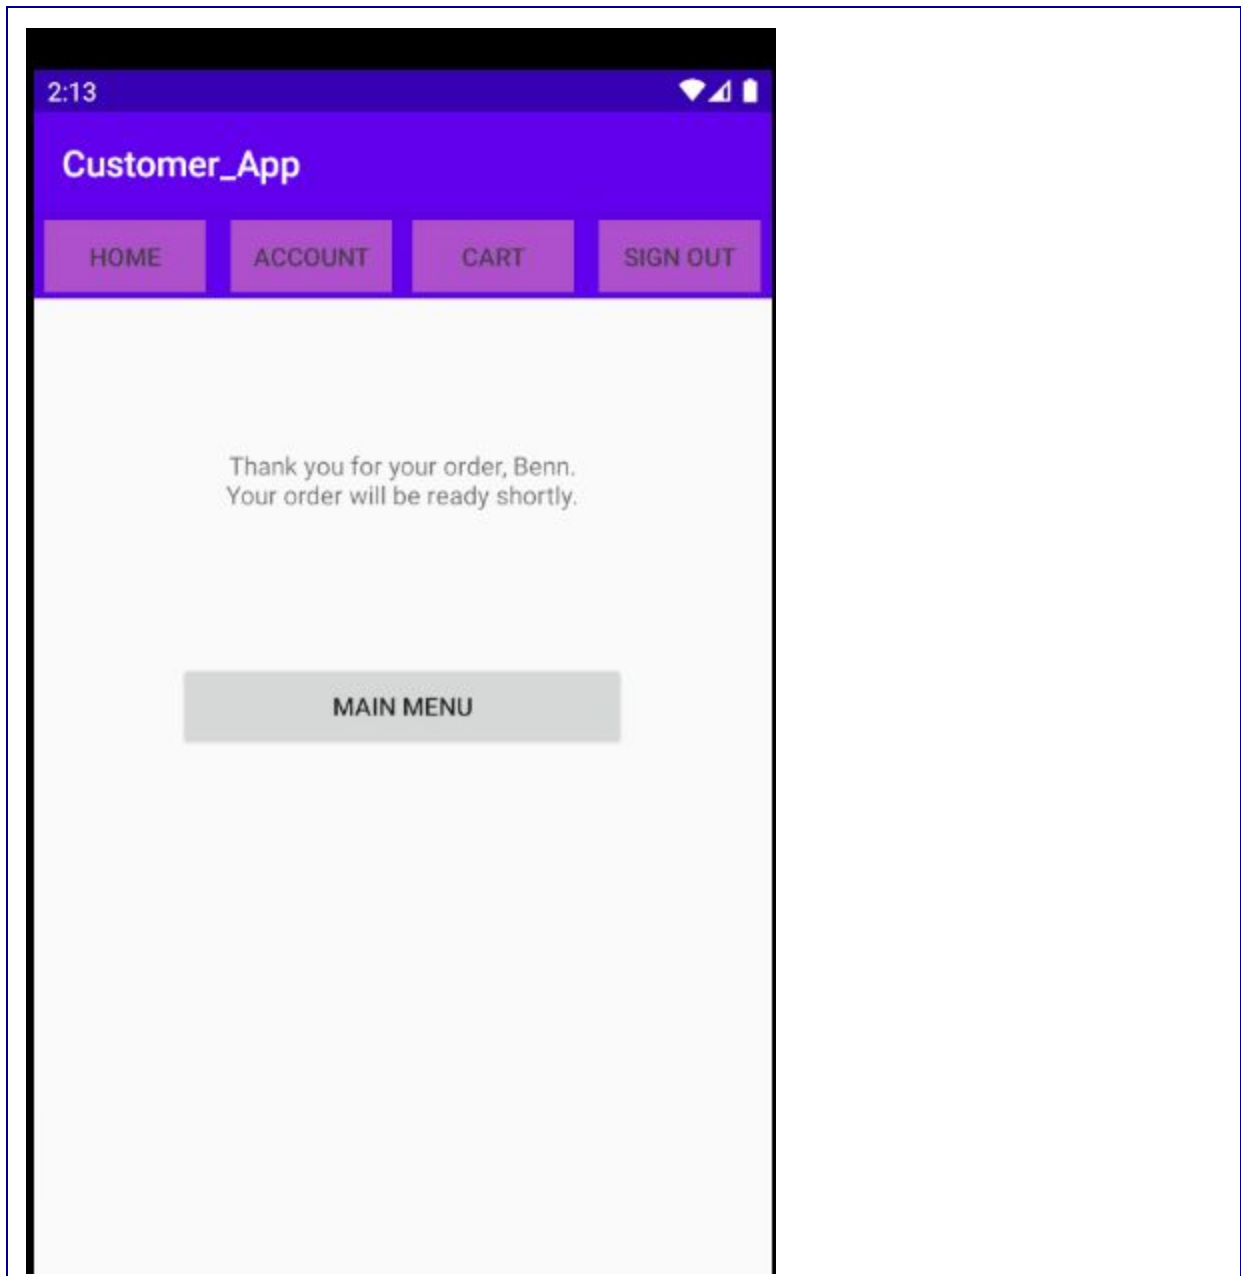 2:13
Customer_App
HOME ACCOUNT CART SIGN OUT
Thank you for your order, Benn.
Your order will be ready shortly.
MAIN MENU